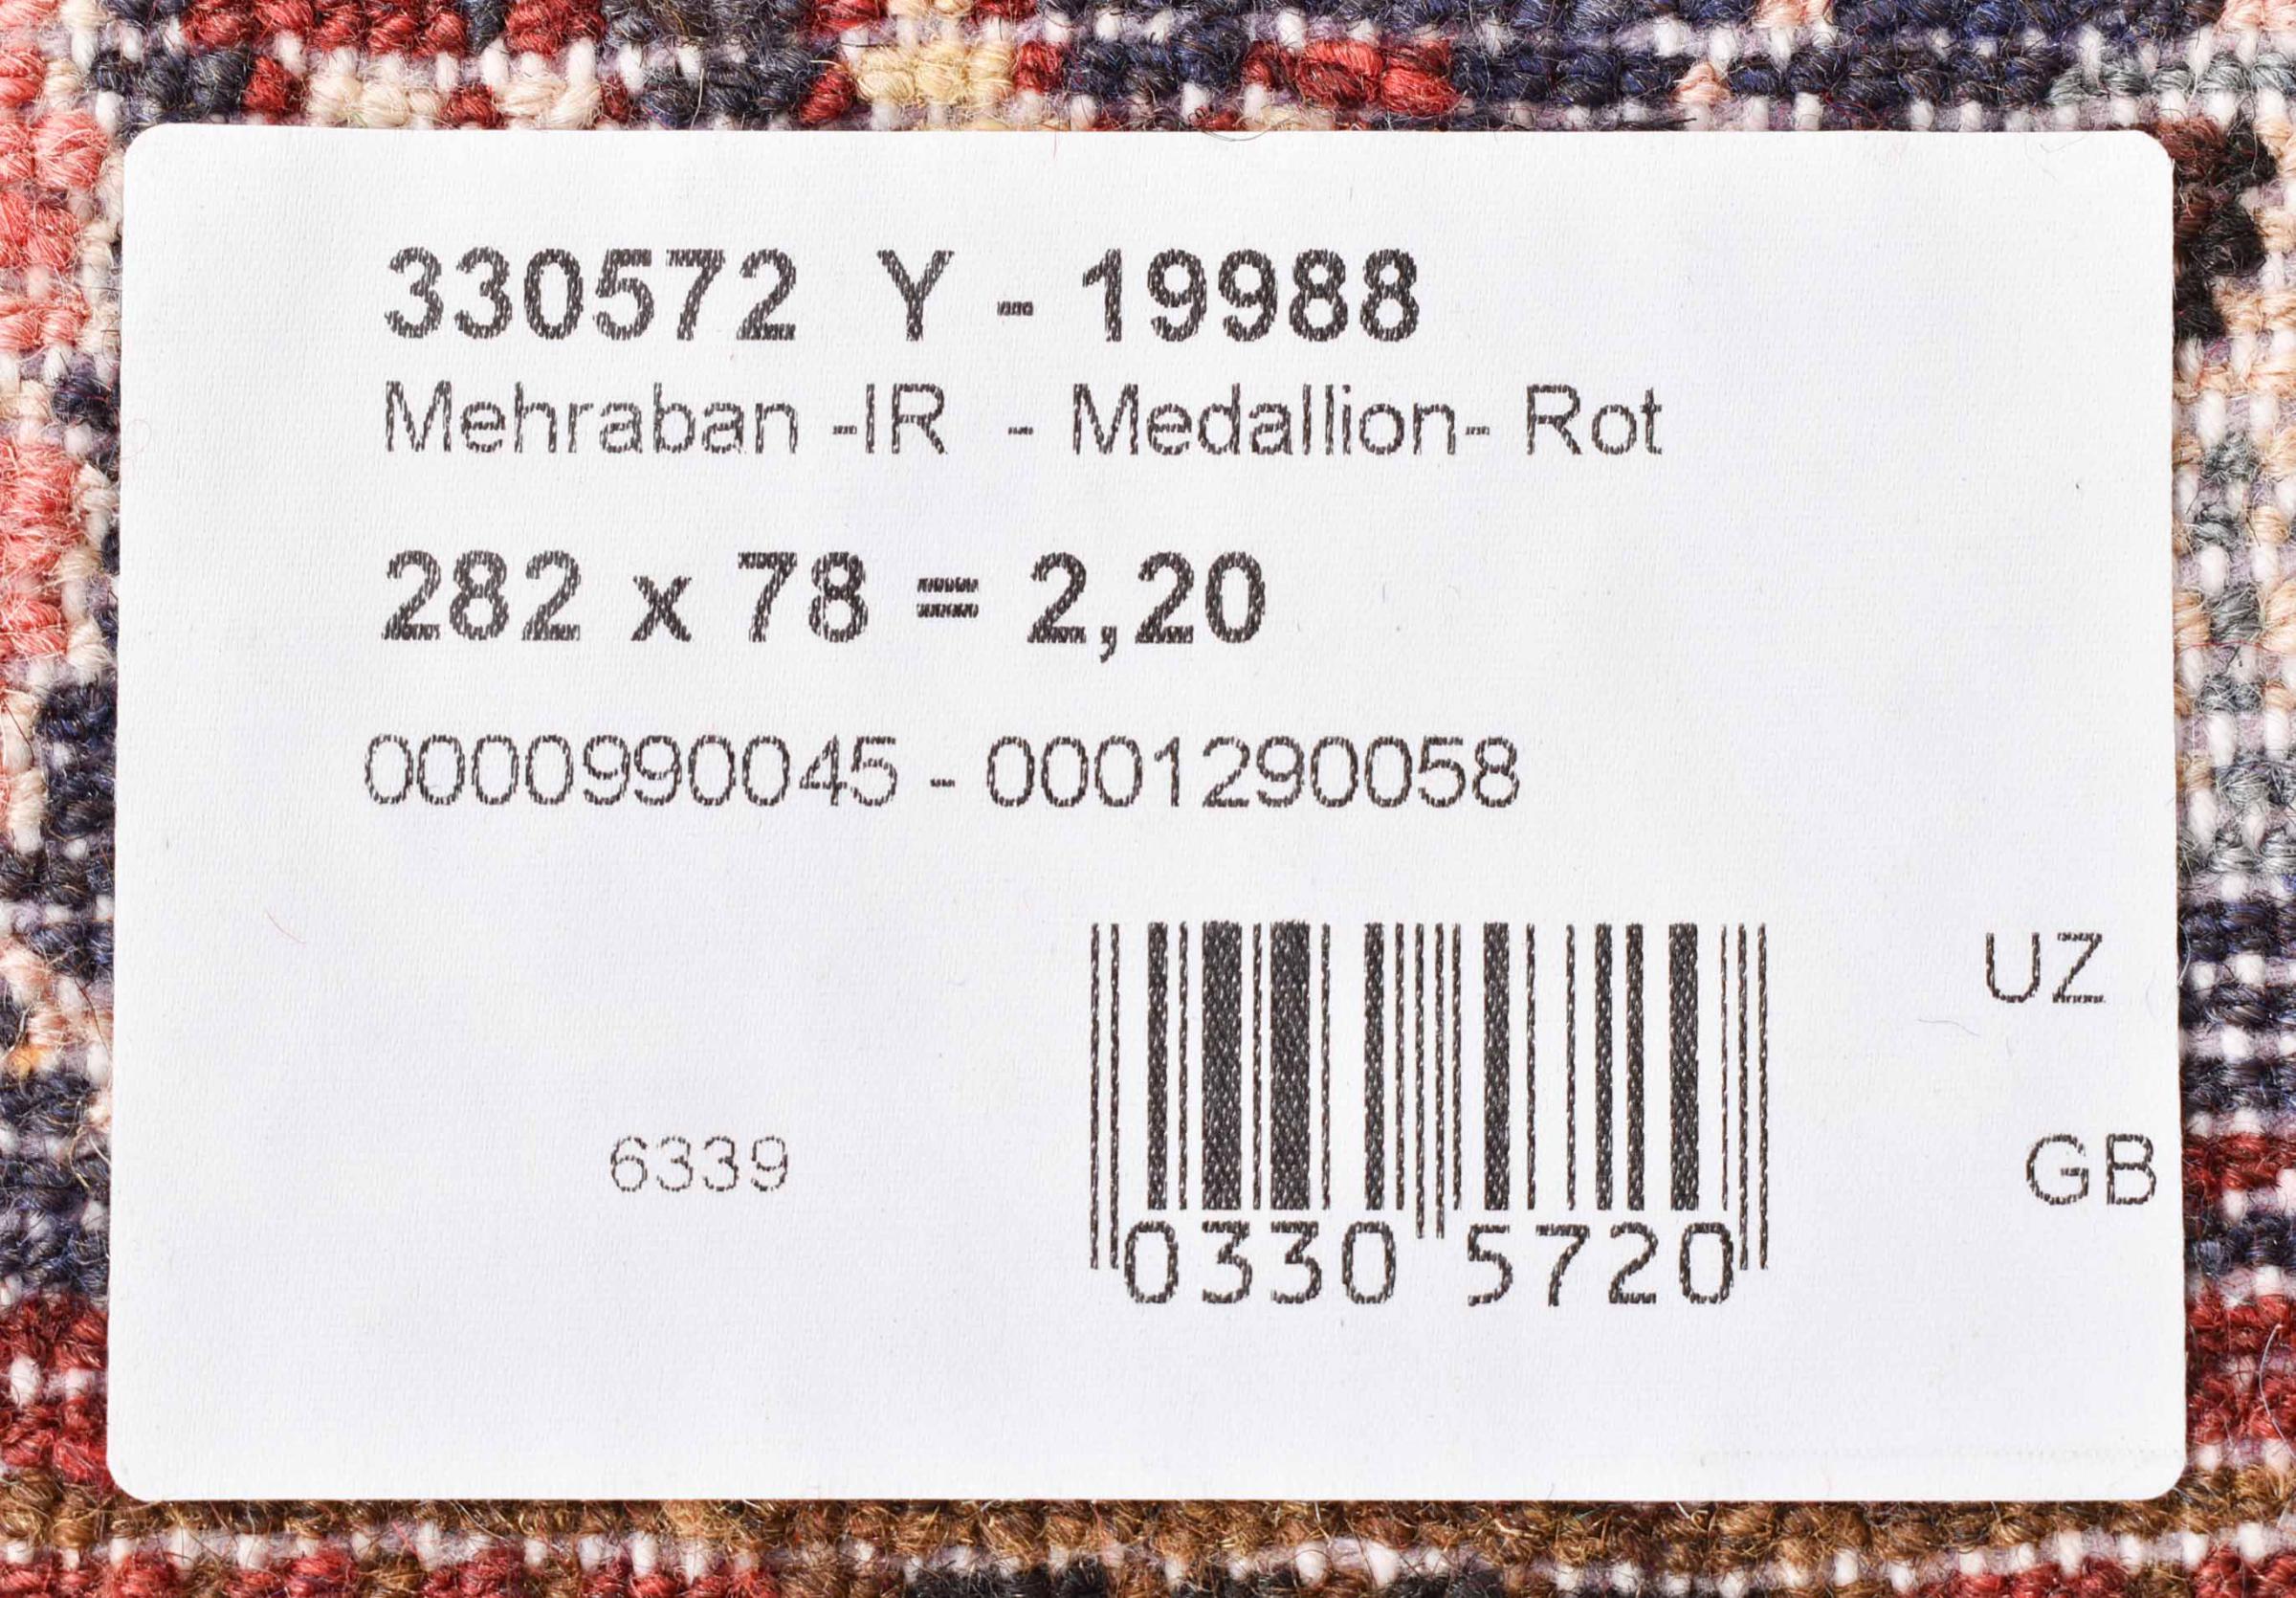 330572 Y - 19988
Mehraban -IR - Medallion- Rot
282 x 78 = 2,20
0000990045 - 0001290058
UZ
6339
GB
0330 5720